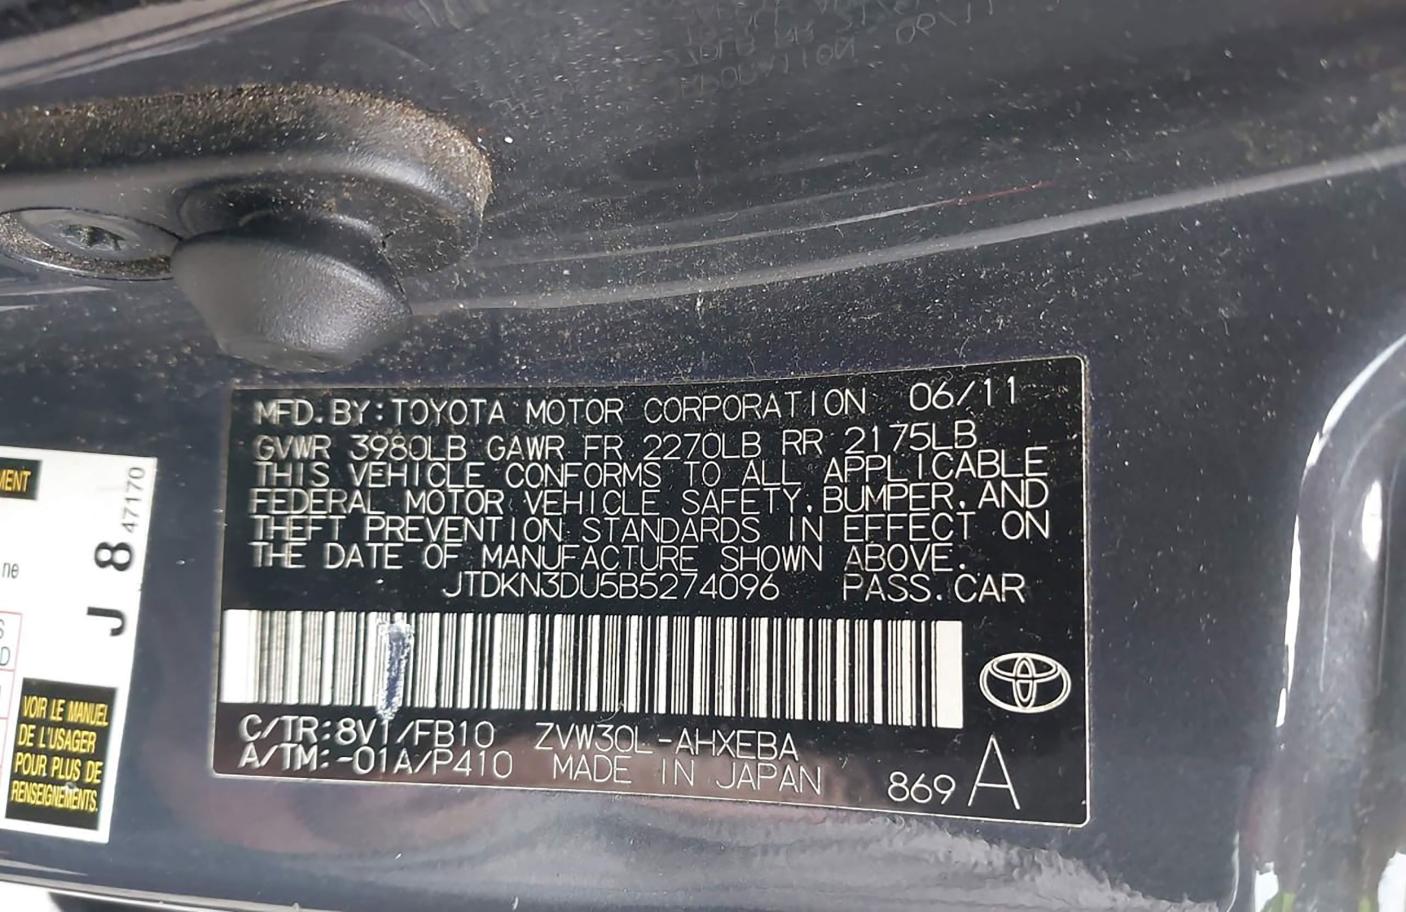 MFD.BY:TOYOTA MOTOR CORPORATION 06/11
GVWR 3980LB GAWR FR 2270LB RR 2175LB
THIS VEHICLE CONFORMS TO ALL APPLICABLE
FEDERAL MOTOR VEHICLE SAFETY,BUMPER,AND
THEFT PREVENTION STANDARDS IN EFFECT ON
THE DATE OF MANUFACTURE SHOWN ABOVE.
JTDKN3DU5B5274096 PASS.CAR
C/TR:8V1/FB10 ZVW30L-AHXEBA
A/TM:-01A/P410 MADE IN JAPAN 869 A
J 8 47170
VOIR LE MANUEL
DE L'USAGER
POUR PLUS DE
RENSEIGNEMENTS.